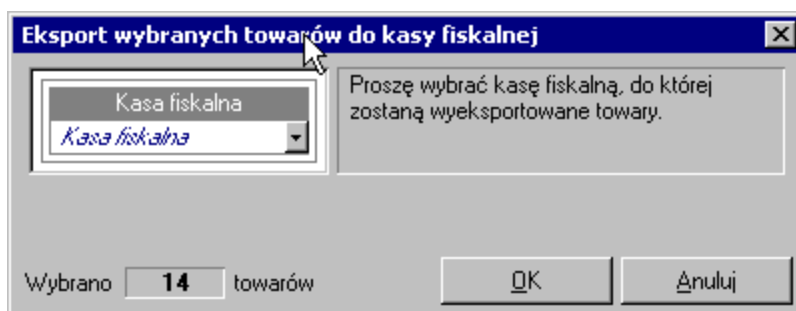 Eksport wybranych towarów do kasy fiskalnej
Kasa fiskalna
Kasa fiskalna
Proszę wybrać kasę fiskalną, do której
zostaną wyeksportowane towary.
Wybrano 14 towarów
OK
Anuluj